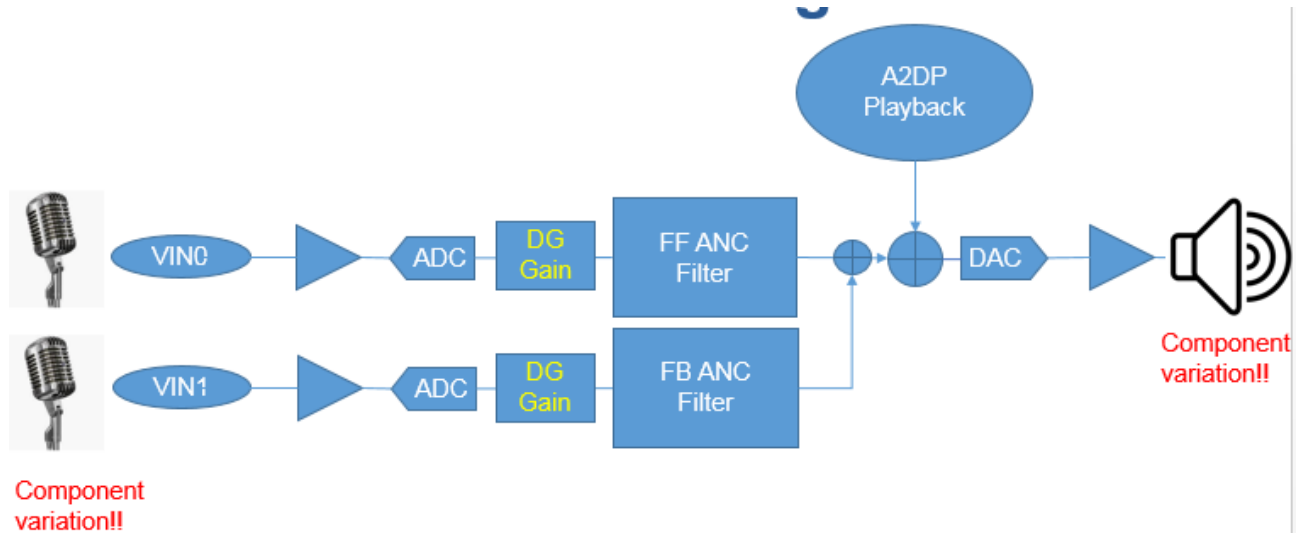 A2DP
Playback
VIN0
ADC
DG
Gain
FF ANC
Filter
DAC
VIN1
ADC
DG
Gain
FB ANC
Filter
Component
variation!!
Component
variation!!